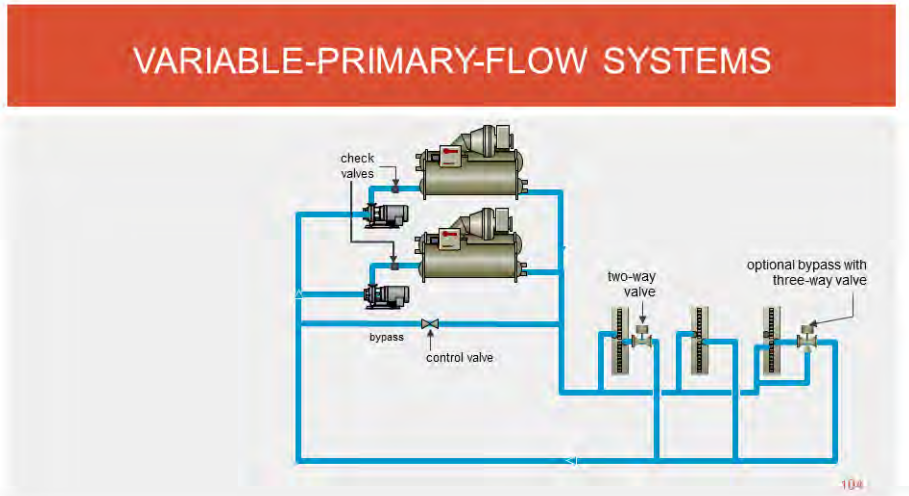 VARIABLE-PRIMARY-FLOW SYSTEMS
check
valves
two-way
valve
optional bypass with
three-way valve
bypass
control valve
104